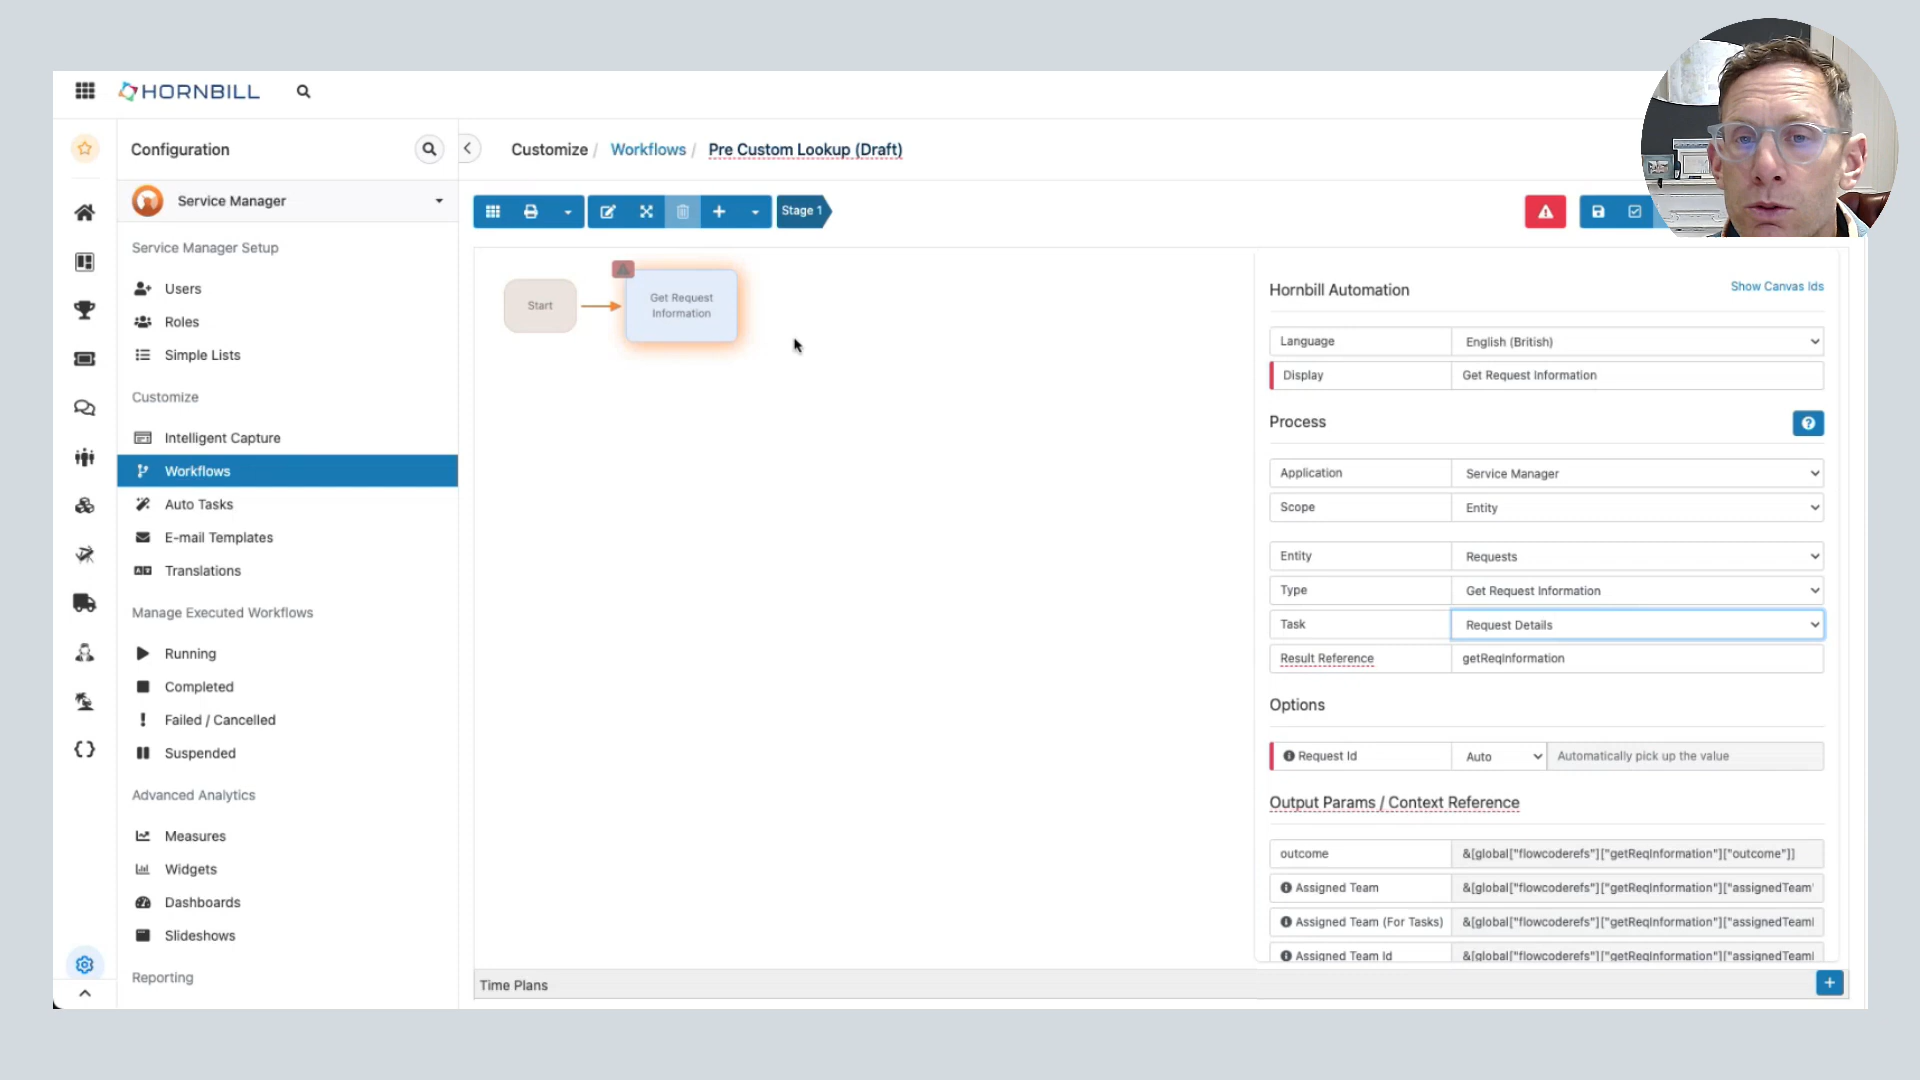 HORNBILL
Configuration
Customize / Workflows / Pre Custom Lookup (Draft)
Service Manager
Stage 1
Service Manager Setup
Users
Roles
Simple Lists
Customize
Intelligent Capture
Workflows
Auto Tasks
E-mail Templates
Translations
Manage Executed Workflows
Running
Completed
Failed / Cancelled
Suspended
Advanced Analytics
Measures
Widgets
Dashboards
Slideshows
Reporting
Start
Get Request
Information
Hornbill Automation
Show Canvas Ids
Language English (British)
Display Get Request Information
Process
Application Service Manager
Scope Entity
Entity Requests
Type Get Request Information
Task Request Details
Result Reference getReqInformation
Options
Request Id Auto Automatically pick up the value
Output Params / Context Reference
outcome &[global["flowcoderefs"]["getReqInformation"]["outcome"]]
Assigned Team &[global["flowcoderefs"]["getReqInformation"]["assignedTeam"
Assigned Team (For Tasks) &[global["flowcoderefs"]["getReqInformation"]["assignedTeamI
Assigned Team Id &[global["flowcoderefs"]["getReqInformation"]["assignedTeamI
Time Plans